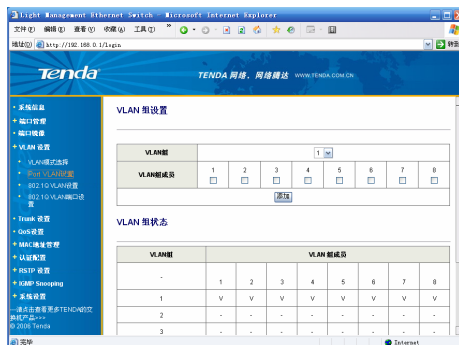 Light Management Ethernet Switch - Microsoft Internet Explorer
文件(F) 编辑(E) 查看(V) 收藏(A) 工具(T) »
地址(D) http://192.168.0.1/login 转到
Tenda
TENDA 网络, 网络腾达 WWW.TENDA.COM.CN
系统信息
+ 端口管理
端口镜像
+ VLAN 设置
VLAN模式选择
Port VLAN设置
802.1Q VLAN设置
802.1Q VLAN端口设置
Trunk 设置
QoS设置
+ MAC地址管理
+ 认证配置
+ RSTP 设置
+ IGMP Snooping
+ 系统设置
---请点击查看更多TENDA的交换机产品>>>
© 2006 Tenda
VLAN 组设置
VLAN组 1
VLAN组成员 1 2 3 4 5 6 7 8
添加
VLAN 组状态
VLAN组 VLAN 组成员
- 1 2 3 4 5 6 7 8
1 V V V V V V V V
2 - - - - - - - -
3 - - - - - - - -
完毕 Internet